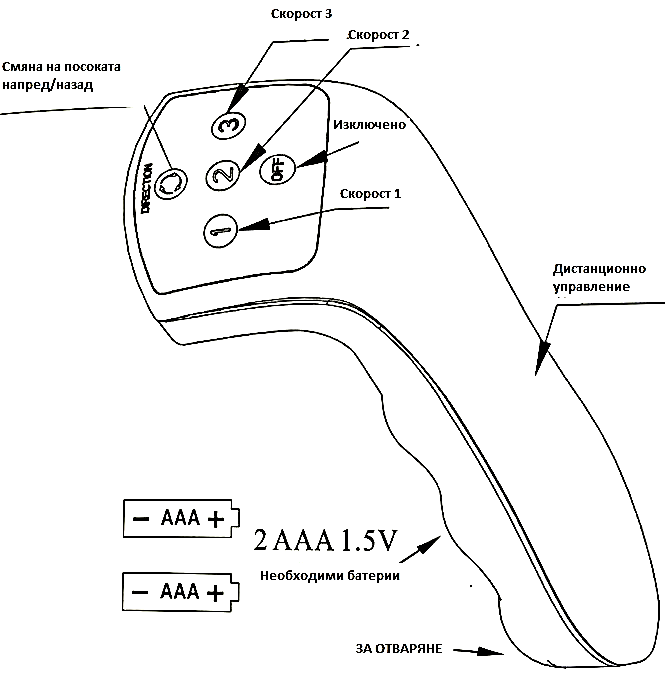 Скорост 3
Скорост 2
Смяна на посоката
напред/назад
Изключено
3
2
OFF
DIRECTION
1
Скорост 1
Дистанционно
управление
- AAA +
2 AAA 1.5V
Необходими батерии
- AAA +
ЗА ОТВАРЯНЕ